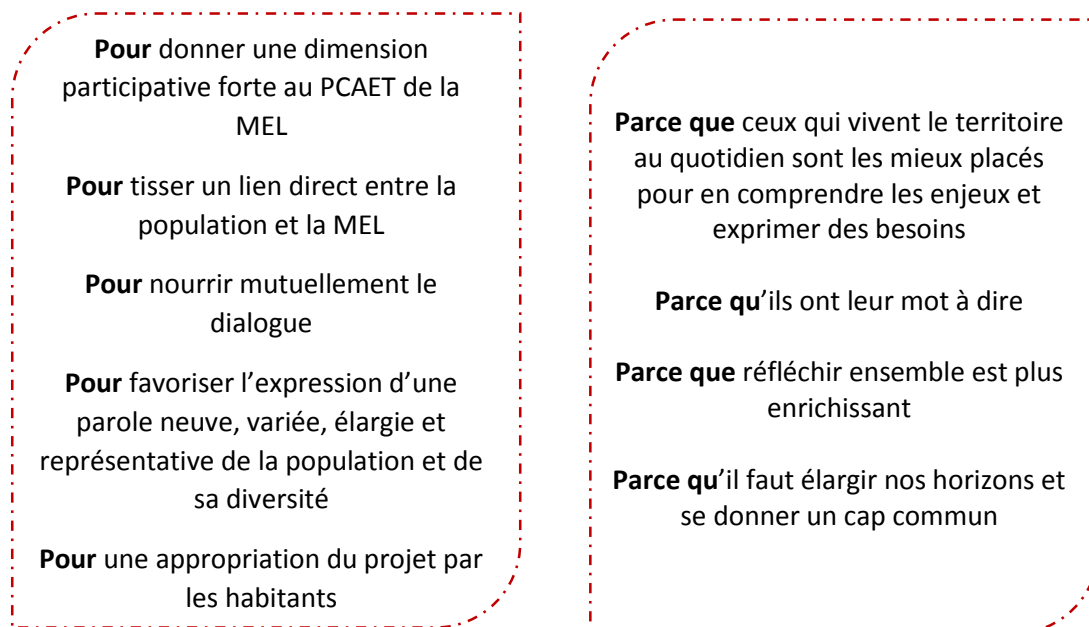 Pour donner une dimension
participative forte au PCAET de la
MEL
Pour tisser un lien direct entre la
population et la MEL
Pour nourrir mutuellement le
dialogue
Pour favoriser l’expression d’une
parole neuve, variée, élargie et
représentative de la population et de
sa diversité
Pour une appropriation du projet par
les habitants
Parce que ceux qui vivent le territoire
au quotidien sont les mieux placés
pour en comprendre les enjeux et
exprimer des besoins
Parce qu’ils ont leur mot à dire
Parce que réfléchir ensemble est plus
enrichissant
Parce qu’il faut élargir nos horizons et
se donner un cap commun